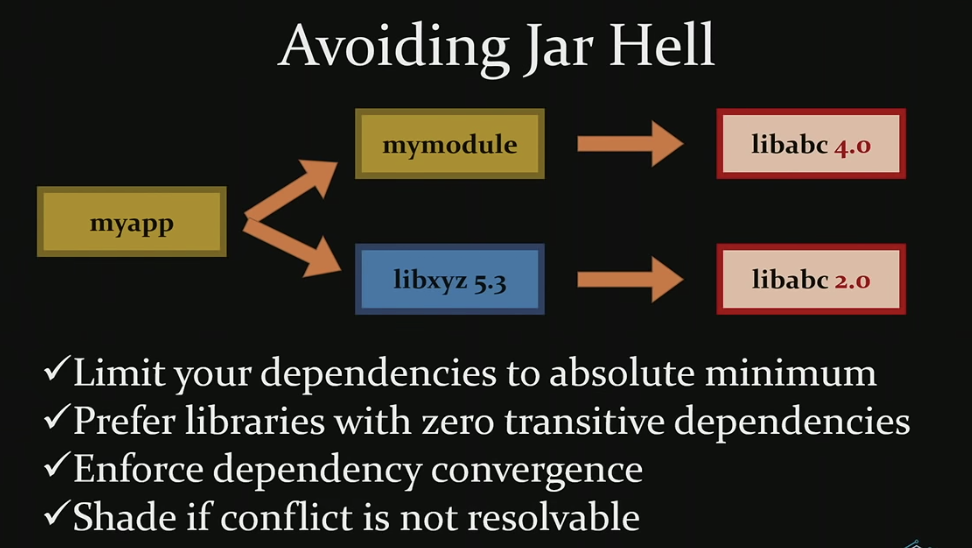 Avoiding Jar Hell
mymodule
libabc 4.0
myapp
libxyz 5.3
libabc 2.0
✓Limit your dependencies to absolute minimum
✓Prefer libraries with zero transitive dependencies
✓Enforce dependency convergence
✓Shade if conflict is not resolvable